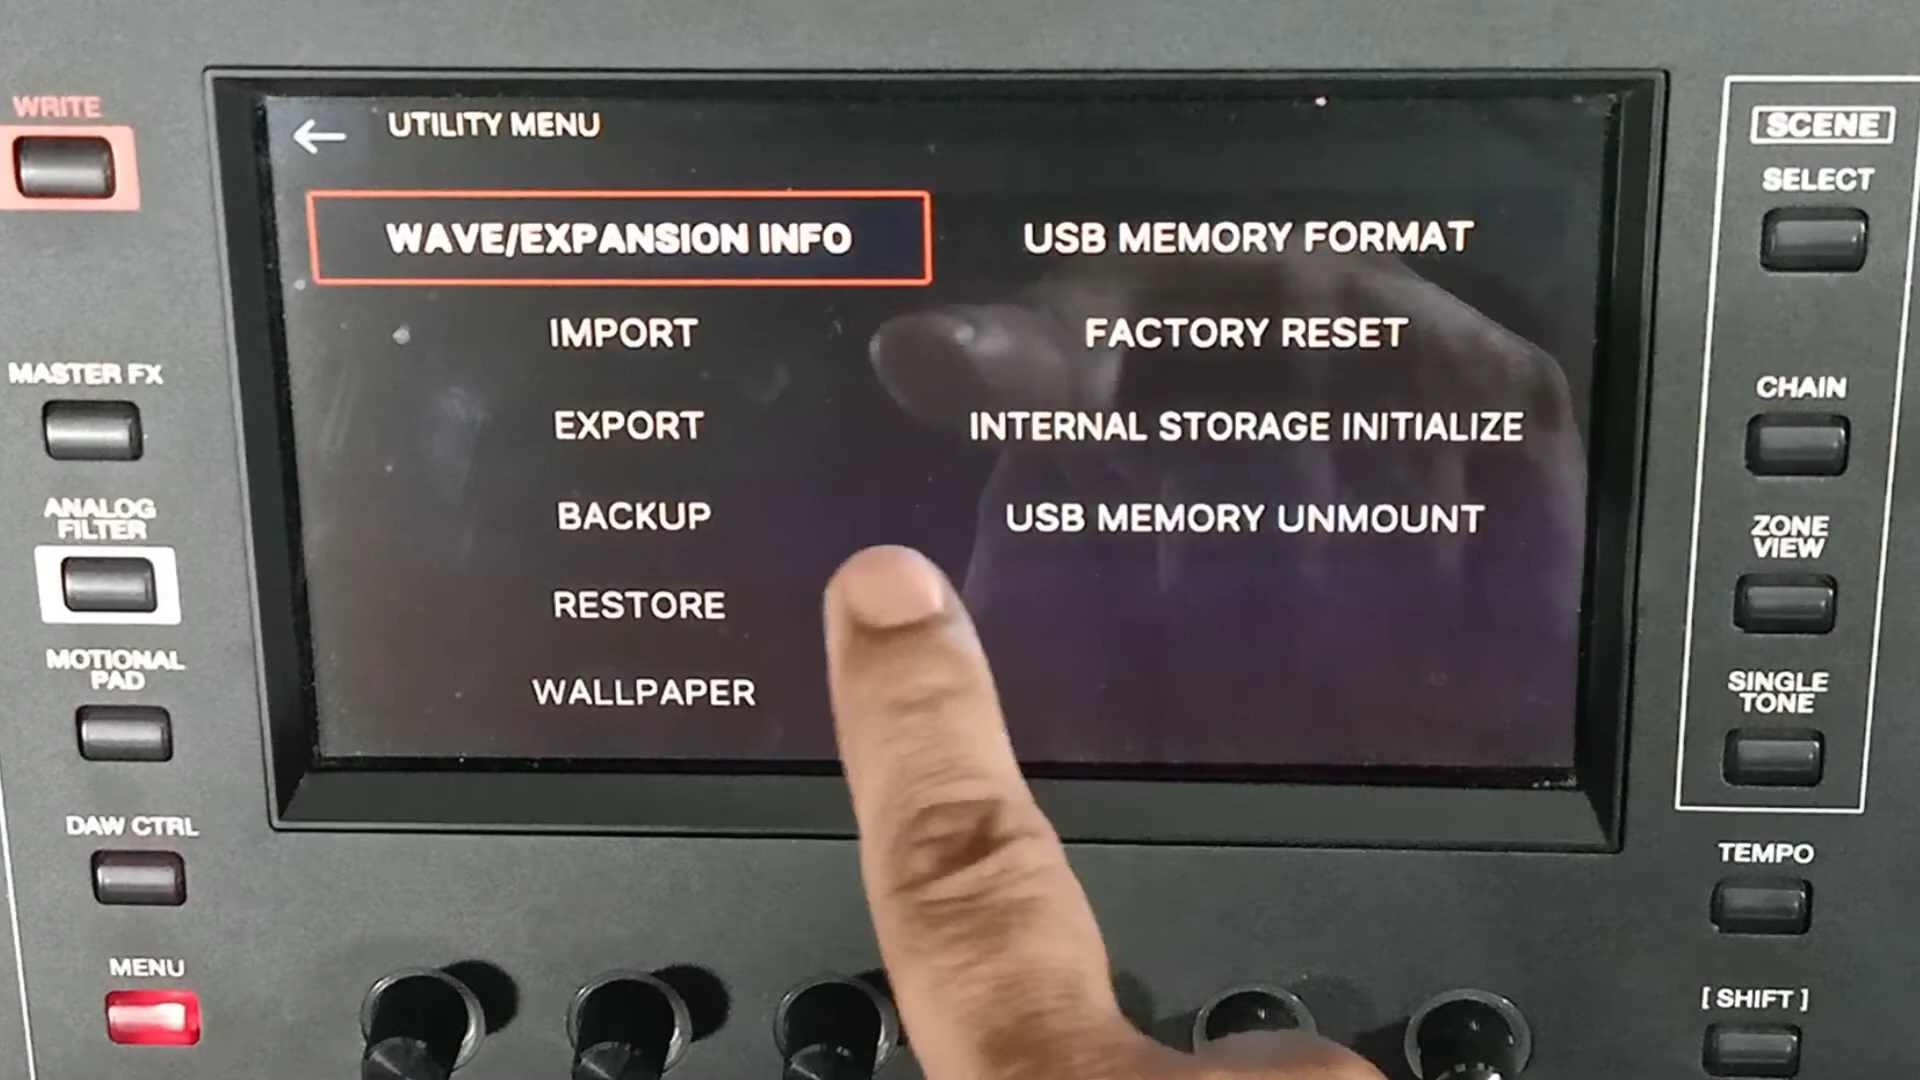 WRITE
MASTER FX
ANALOG
FILTER
MOTIONAL
PAD
DAW CTRL
MENU
UTILITY MENU
WAVE/EXPANSION INFO
IMPORT
EXPORT
BACKUP
RESTORE
WALLPAPER
USB MEMORY FORMAT
FACTORY RESET
INTERNAL STORAGE INITIALIZE
USB MEMORY UNMOUNT
SCENE
SELECT
CHAIN
ZONE
VIEW
SINGLE
TONE
TEMPO
[ SHIFT ]